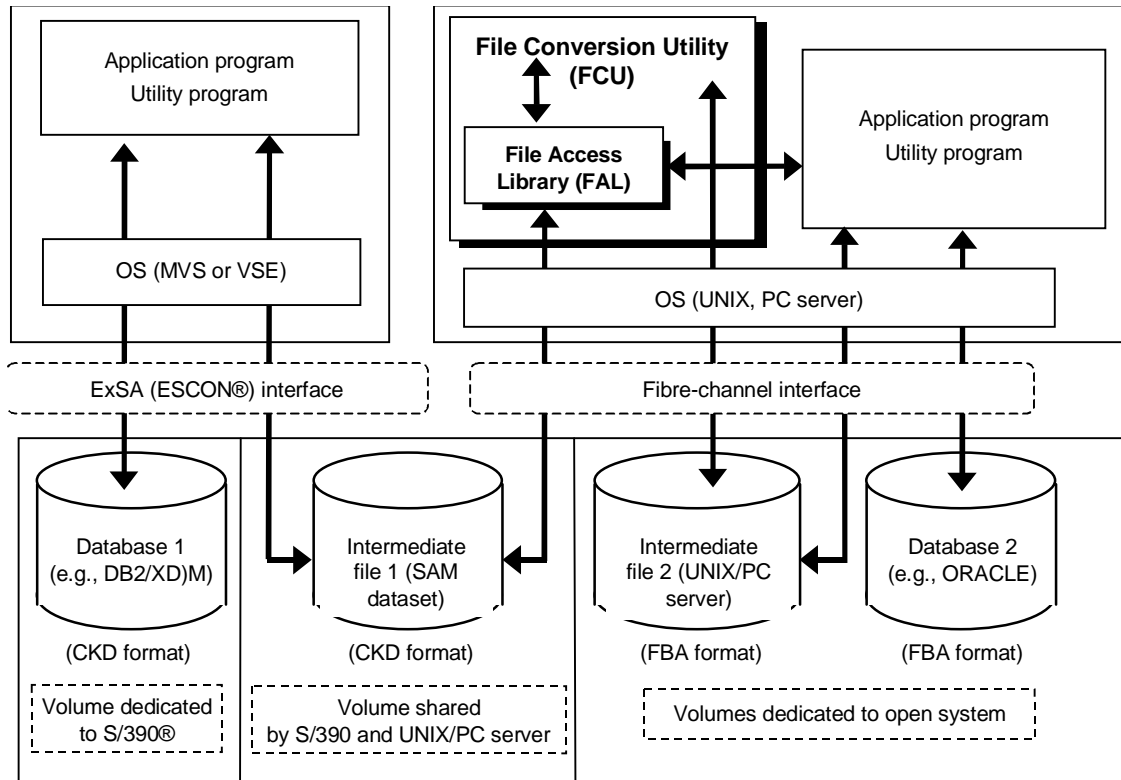 Application program
Utility program
File Conversion Utility
(FCU)
File Access
Library (FAL)
Application program
Utility program
OS (MVS or VSE)
OS (UNIX, PC server)
ExSA (ESCON®) interface
Fibre-channel interface
Database 1
(e.g., DB2/XD)M)
Intermediate
file 1 (SAM
dataset)
Intermediate
file 2 (UNIX/PC
server)
Database 2
(e.g., ORACLE)
(CKD format)
(CKD format)
(FBA format)
(FBA format)
Volume dedicated
to S/390®
Volume shared
by S/390 and UNIX/PC server
Volumes dedicated to open system